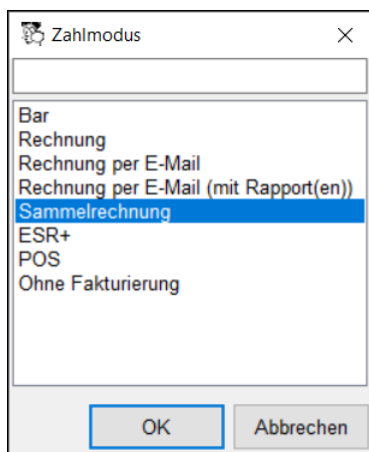 Zahlmodus
Bar
Rechnung
Rechnung per E-Mail
Rechnung per E-Mail (mit Rapport(en))
Sammelrechnung
ESR+
POS
Ohne Fakturierung
OK Abbrechen